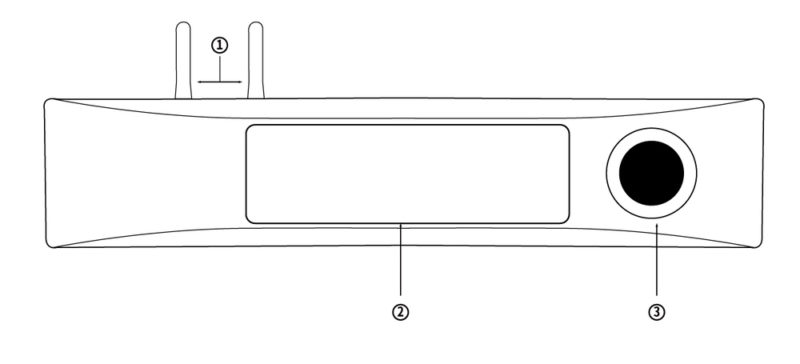 ①
②
③